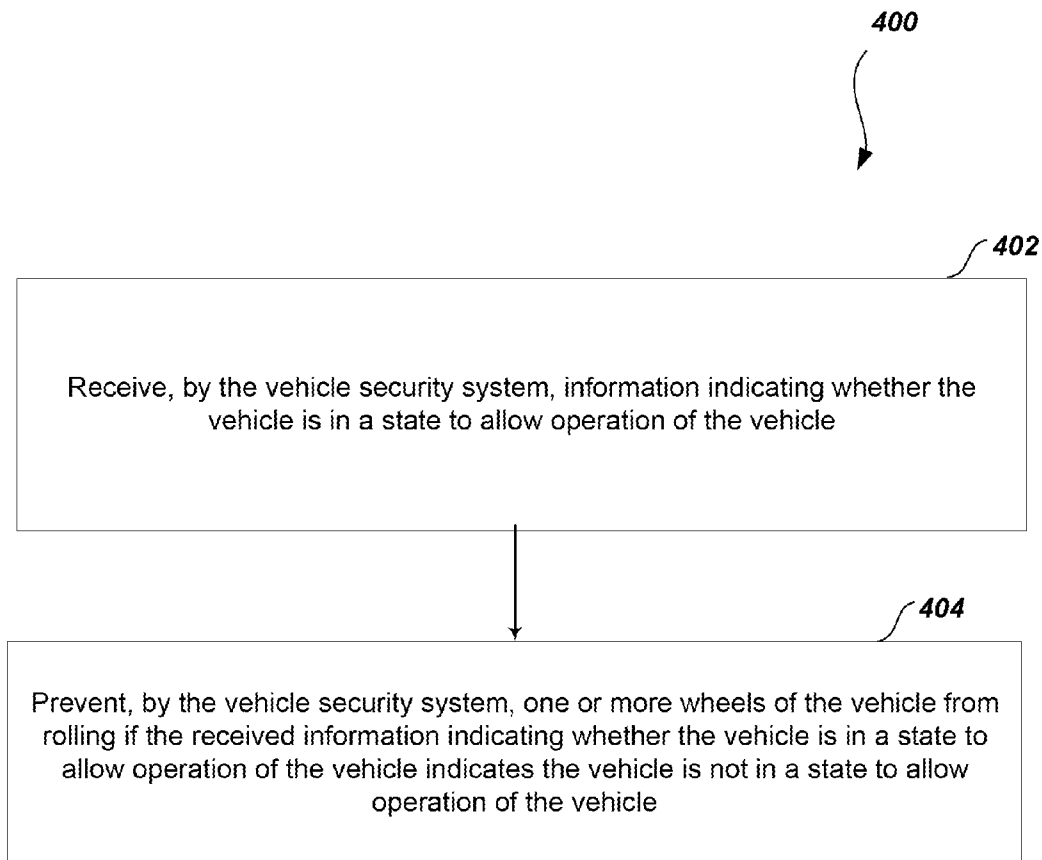 400
402
Receive, by the vehicle security system, information indicating whether the
vehicle is in a state to allow operation of the vehicle
404
Prevent, by the vehicle security system, one or more wheels of the vehicle from
rolling if the received information indicating whether the vehicle is in a state to
allow operation of the vehicle indicates the vehicle is not in a state to allow
operation of the vehicle